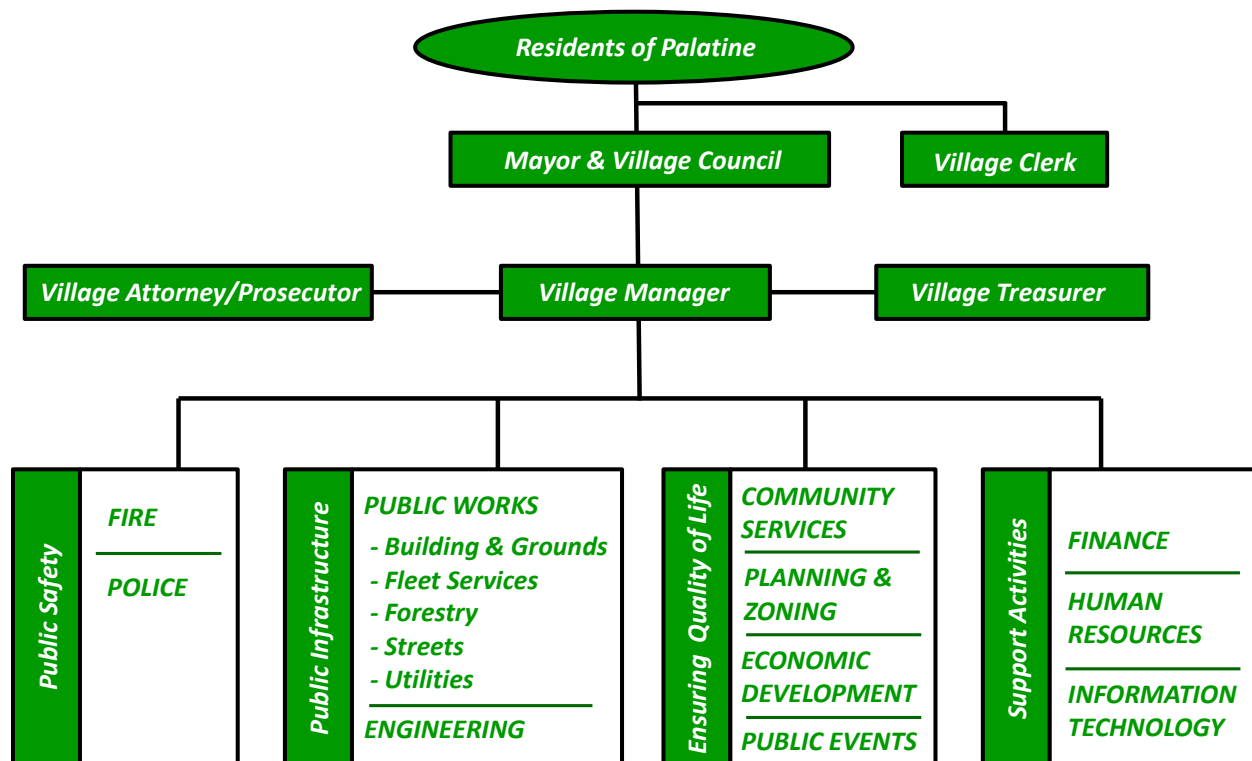 Residents of Palatine
Mayor & Village Council
Village Clerk
Village Attorney/Prosecutor
Village Manager
Village Treasurer
Public Safety
FIRE
POLICE
Public Infrastructure
PUBLIC WORKS
- Building & Grounds
- Fleet Services
- Forestry
- Streets
- Utilities
ENGINEERING
Ensuring Quality of Life
COMMUNITY
SERVICES
PLANNING &
ZONING
ECONOMIC
DEVELOPMENT
PUBLIC EVENTS
Support Activities
FINANCE
HUMAN
RESOURCES
INFORMATION
TECHNOLOGY